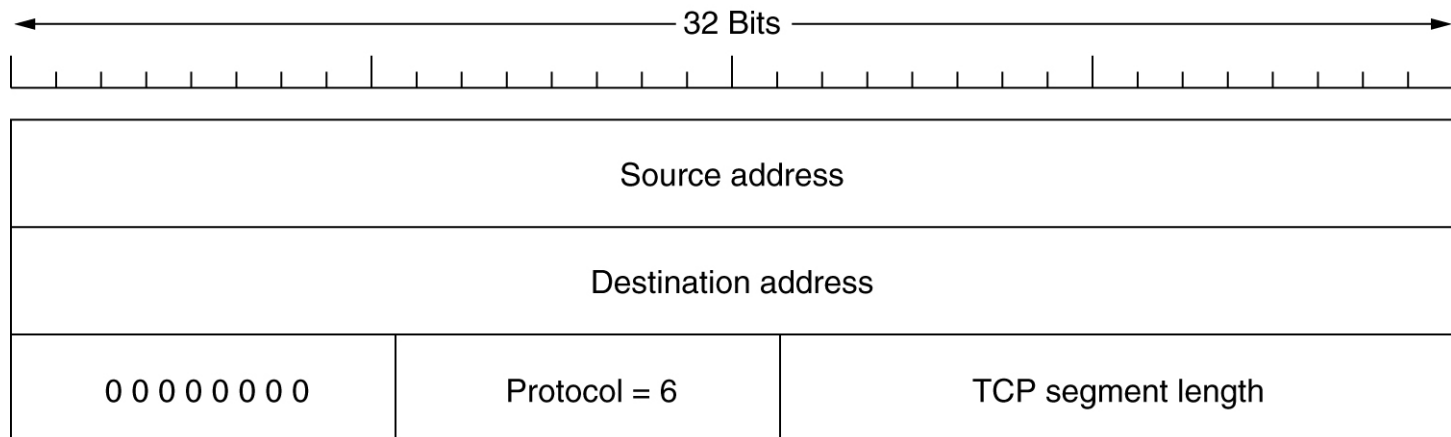 32 Bits
Source address
Destination address
0 0 0 0 0 0 0 0 Protocol = 6 TCP segment length